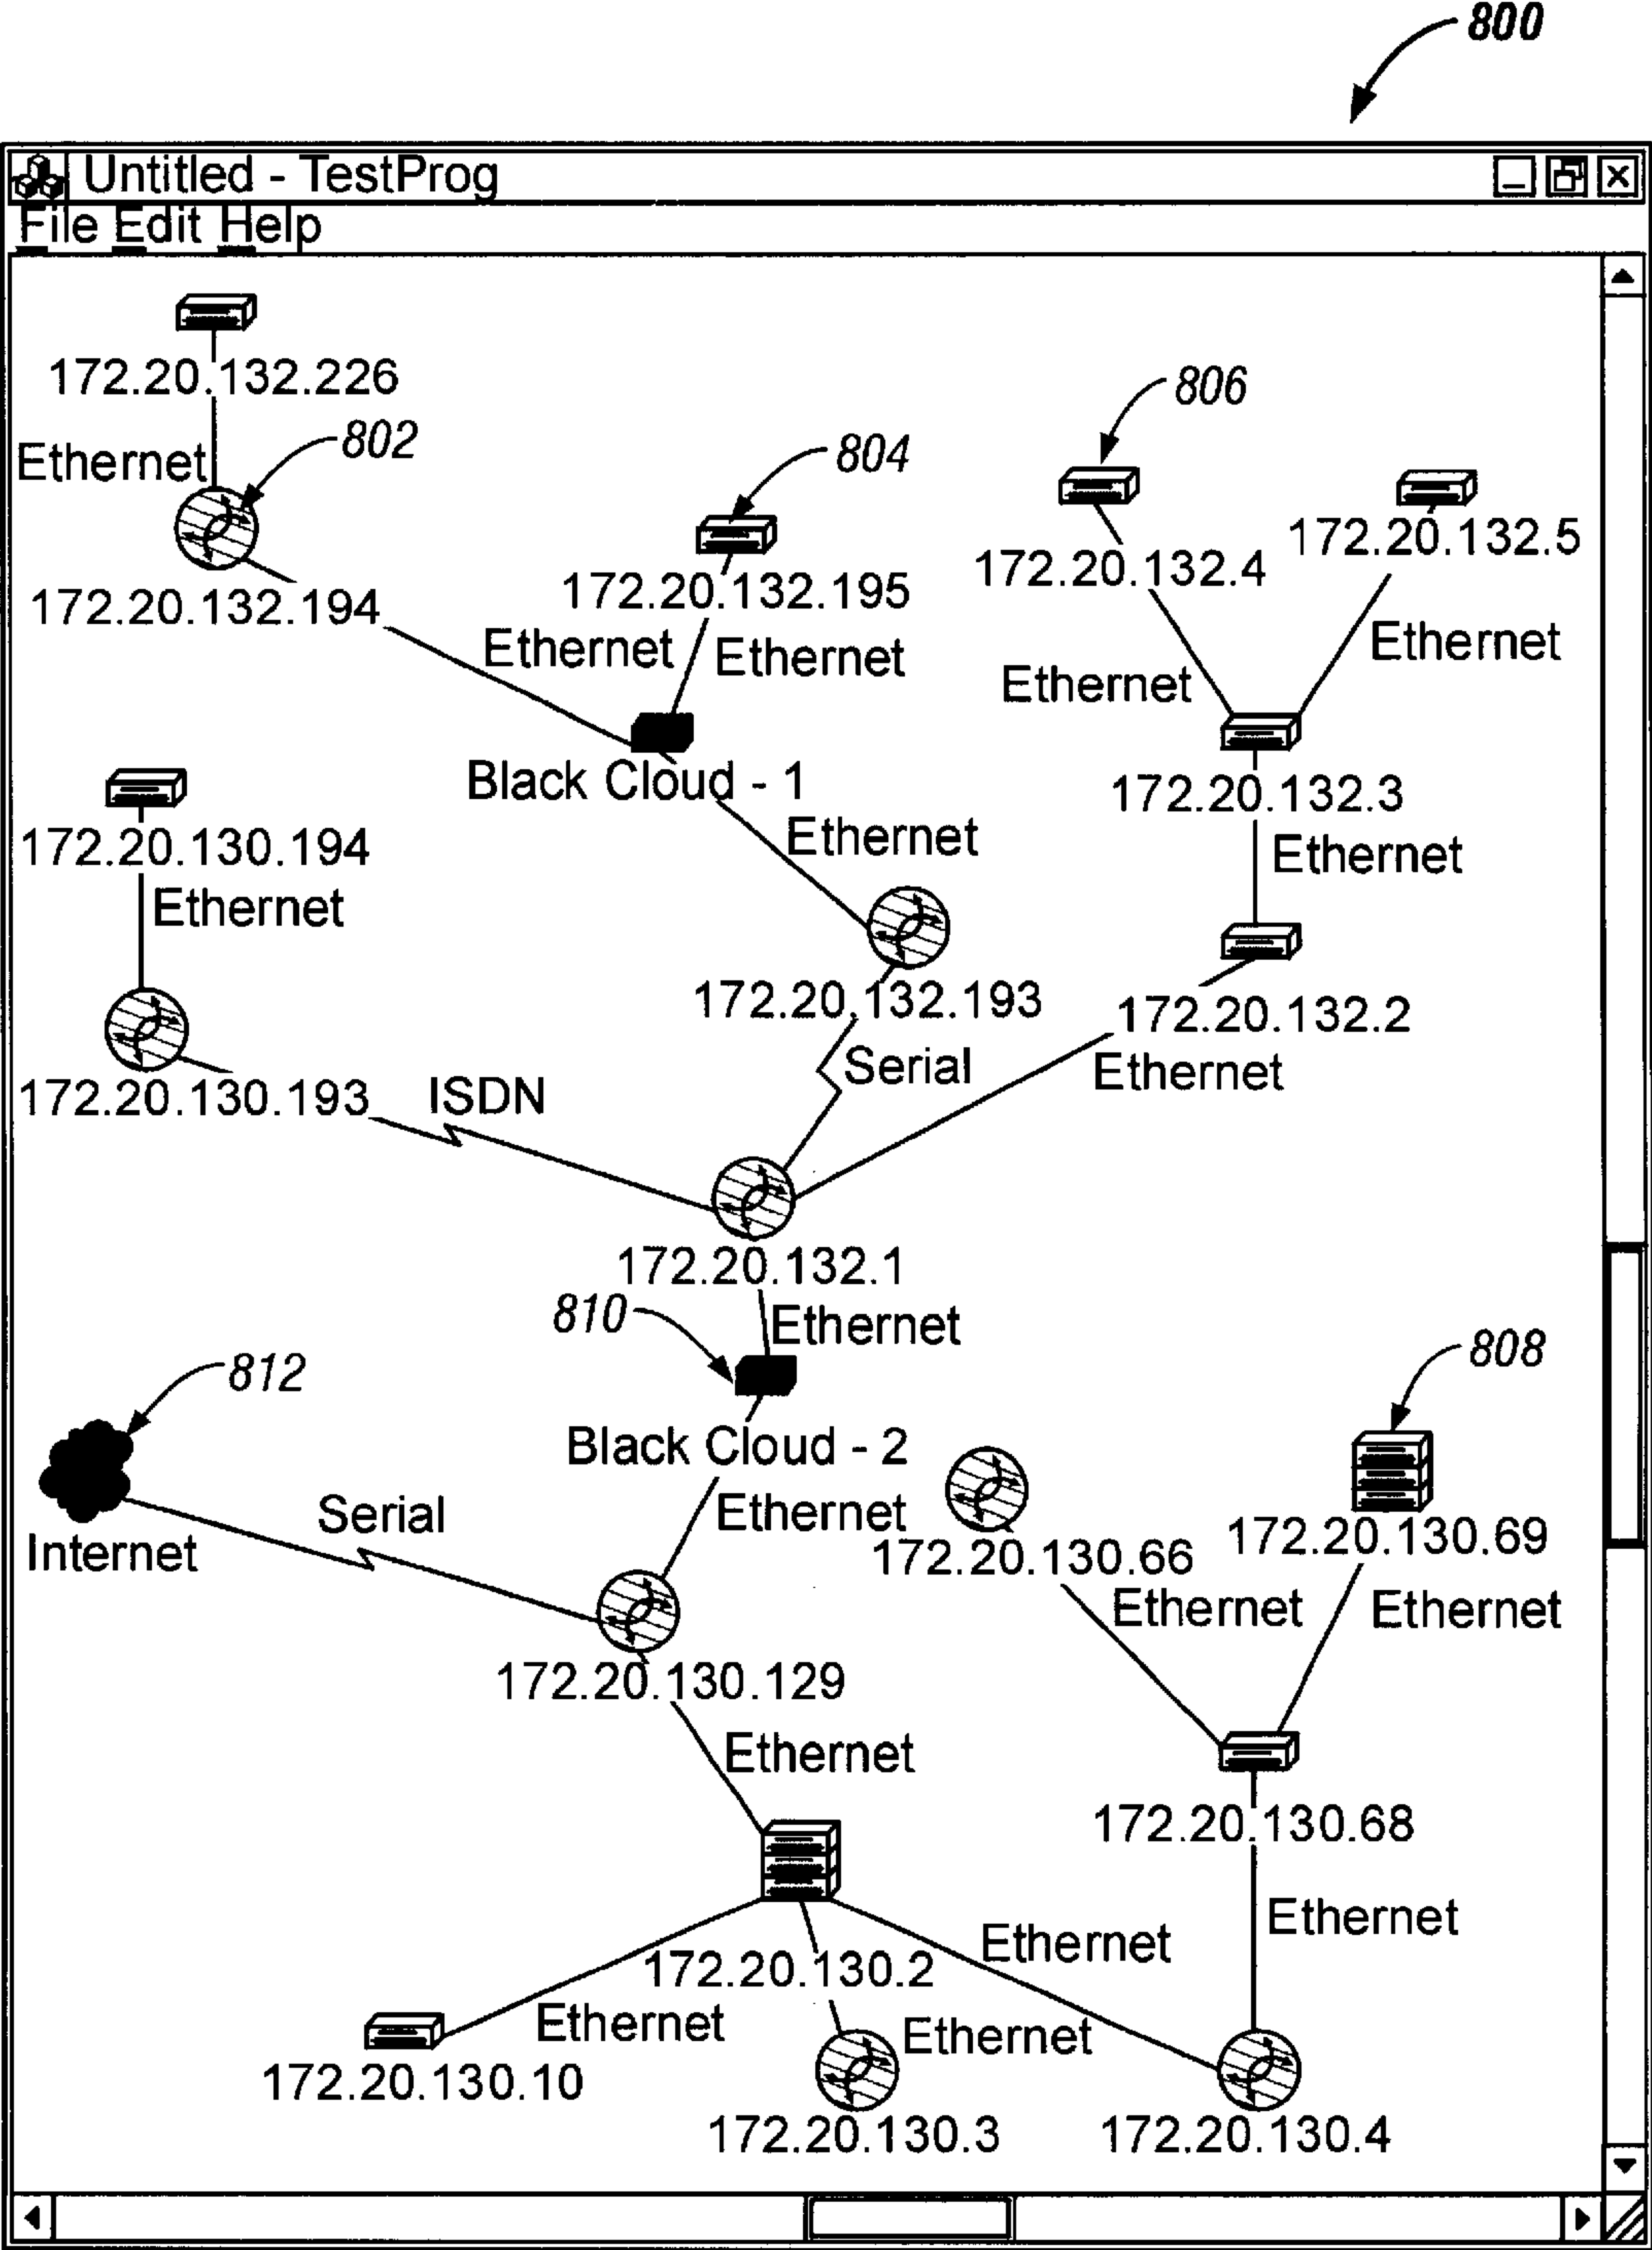 800
Untitled - TestProg
File Edit Help
172.20.132.226
806
Ethernet
802
804
172.20.132.5
172.20.132.4
172.20.132.195
172.20.132.194
Ethernet
Ethernet
Ethernet
Ethernet
Black Cloud - 1
172.20.132.3
172.20.130.194
Ethernet
Ethernet
Ethernet
172.20.132.193
172.20.132.2
Serial
Ethernet
172.20.130.193
ISDN
172.20.132.1
810
Ethernet
812
808
Black Cloud - 2
Serial
Ethernet
Internet
172.20.130.66
172.20.130.69
Ethernet
Ethernet
172.20.130.129
Ethernet
172.20.130.68
Ethernet
Ethernet
172.20.130.2
Ethernet
Ethernet
172.20.130.10
172.20.130.3
172.20.130.4